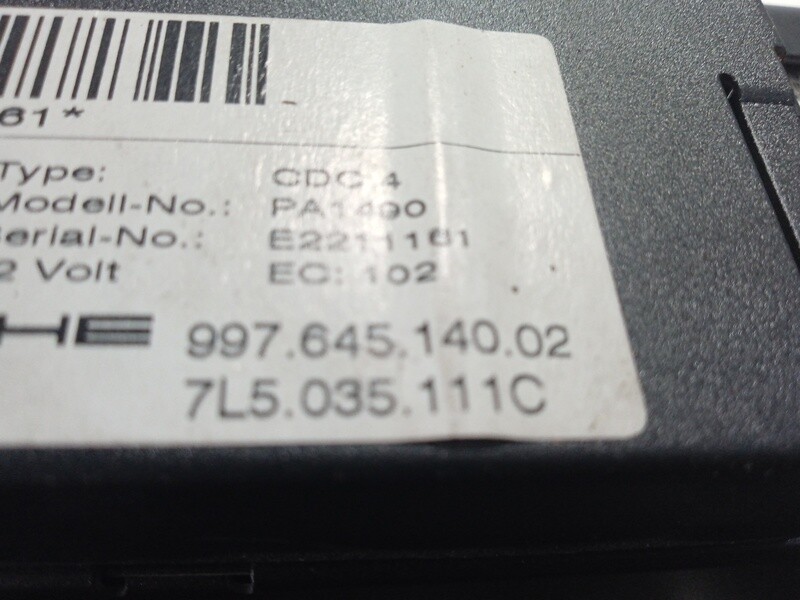 61*
Type: CDC 4
Modell-No.: PA1490
Serial-No.: E2211161
2 Volt EC: 102
HE 997.645.140.02
7L5.035.111C